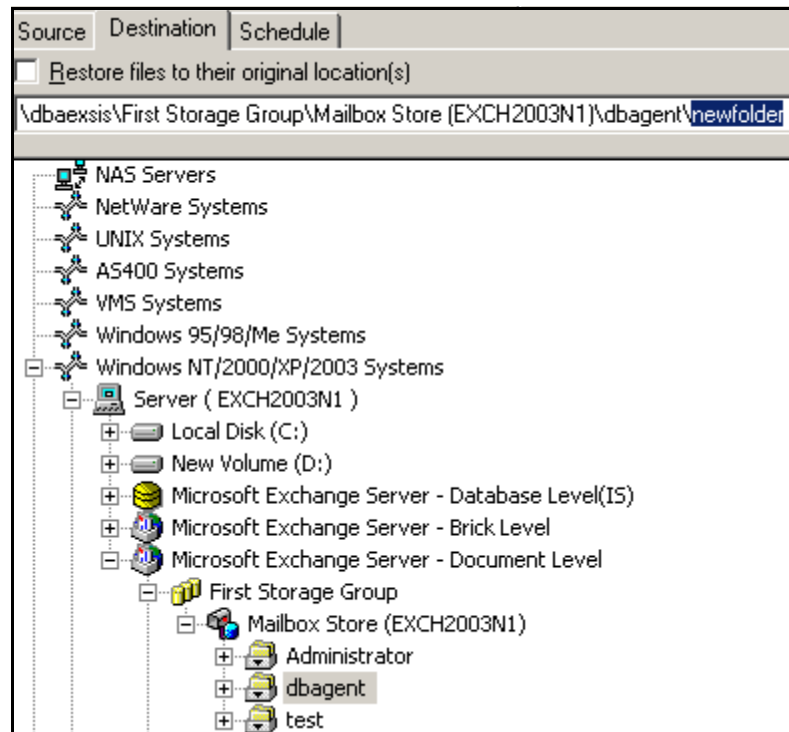 Source Destination Schedule
Restore files to their original location(s)
\dbaexsis\First Storage Group\Mailbox Store (EXCH2003N1)\dbagent\newfolder
NAS Servers
NetWare Systems
UNIX Systems
AS400 Systems
VMS Systems
Windows 95/98/Me Systems
Windows NT/2000/XP/2003 Systems
Server ( EXCH2003N1 )
Local Disk (C:)
New Volume (D:)
Microsoft Exchange Server - Database Level(IS)
Microsoft Exchange Server - Brick Level
Microsoft Exchange Server - Document Level
First Storage Group
Mailbox Store (EXCH2003N1)
Administrator
dbagent
test